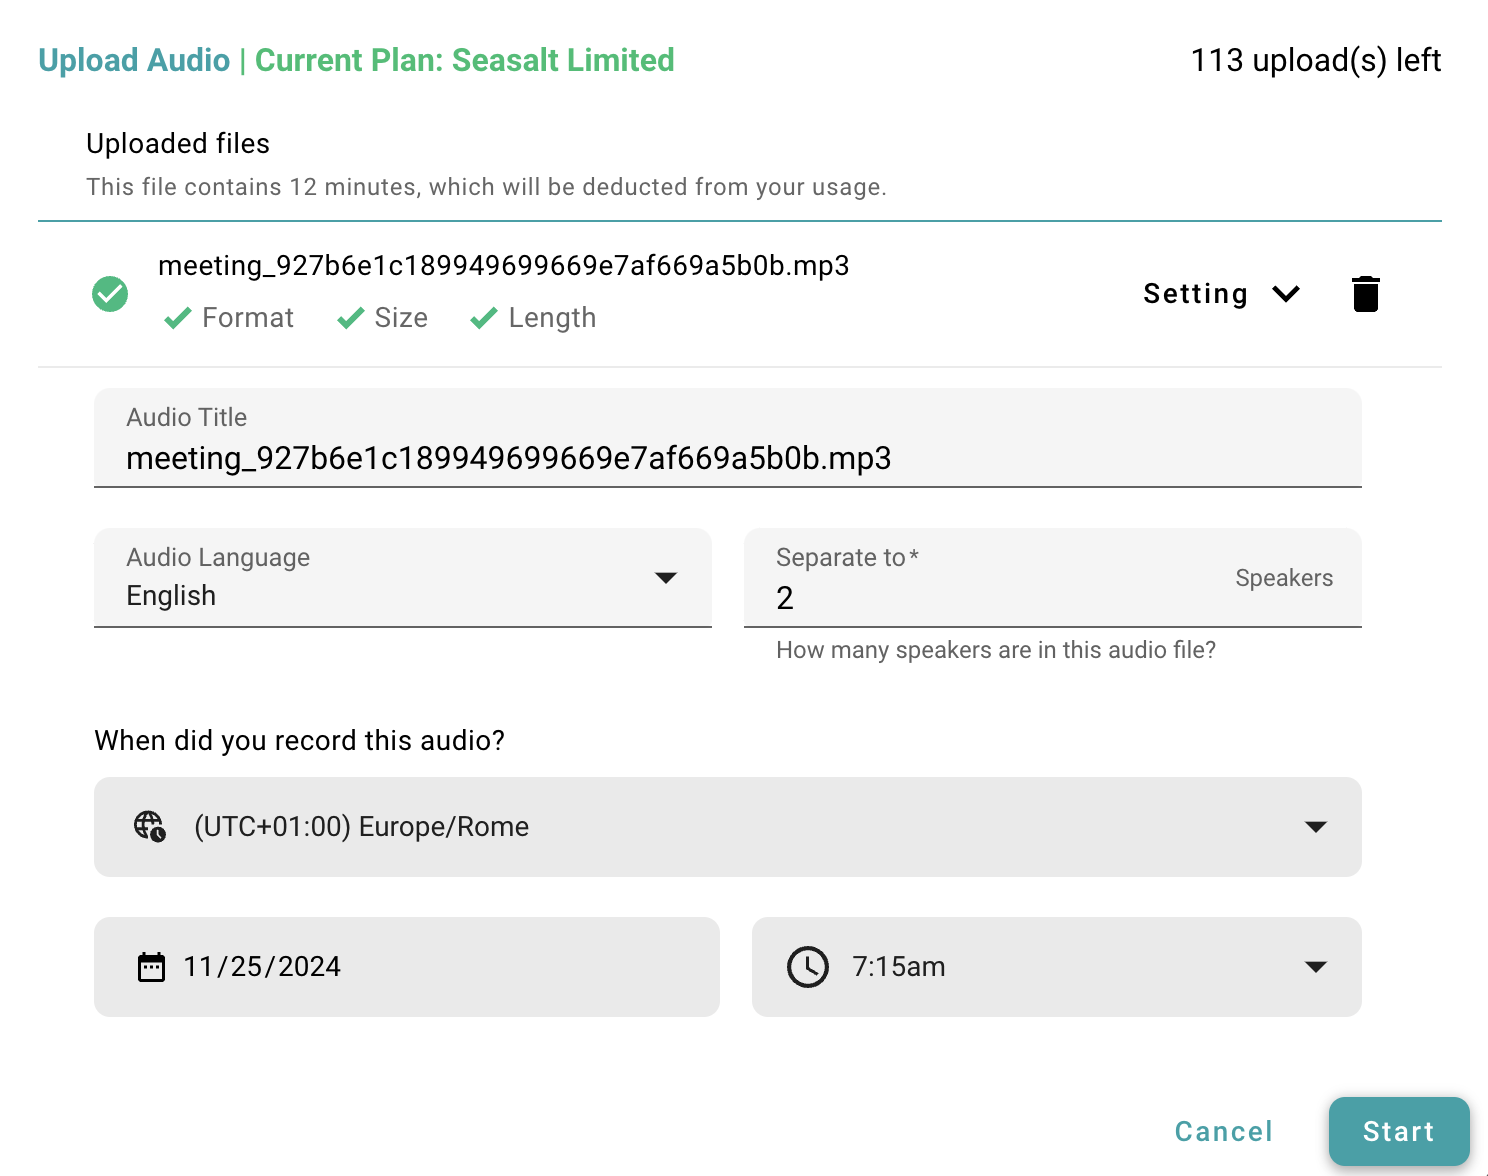 Upload Audio | Current Plan: Seasalt Limited
113 upload(s) left
Uploaded files
This file contains 12 minutes, which will be deducted from your usage.
meeting_927b6e1c189949699669e7af669a5b0b.mp3
Format Size Length
Setting
Audio Title
meeting_927b6e1c189949699669e7af669a5b0b.mp3
Audio Language
English
Separate to*
2
Speakers
How many speakers are in this audio file?
When did you record this audio?
(UTC+01:00) Europe/Rome
11/25/2024
7:15am
Cancel
Start